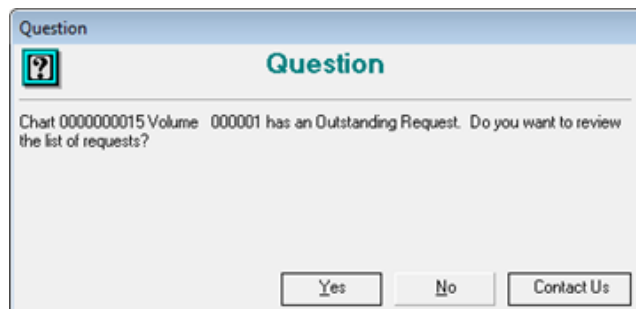 Question
Question
Chart 0000000015 Volume 000001 has an Outstanding Request. Do you want to review
the list of requests?
Yes No Contact Us